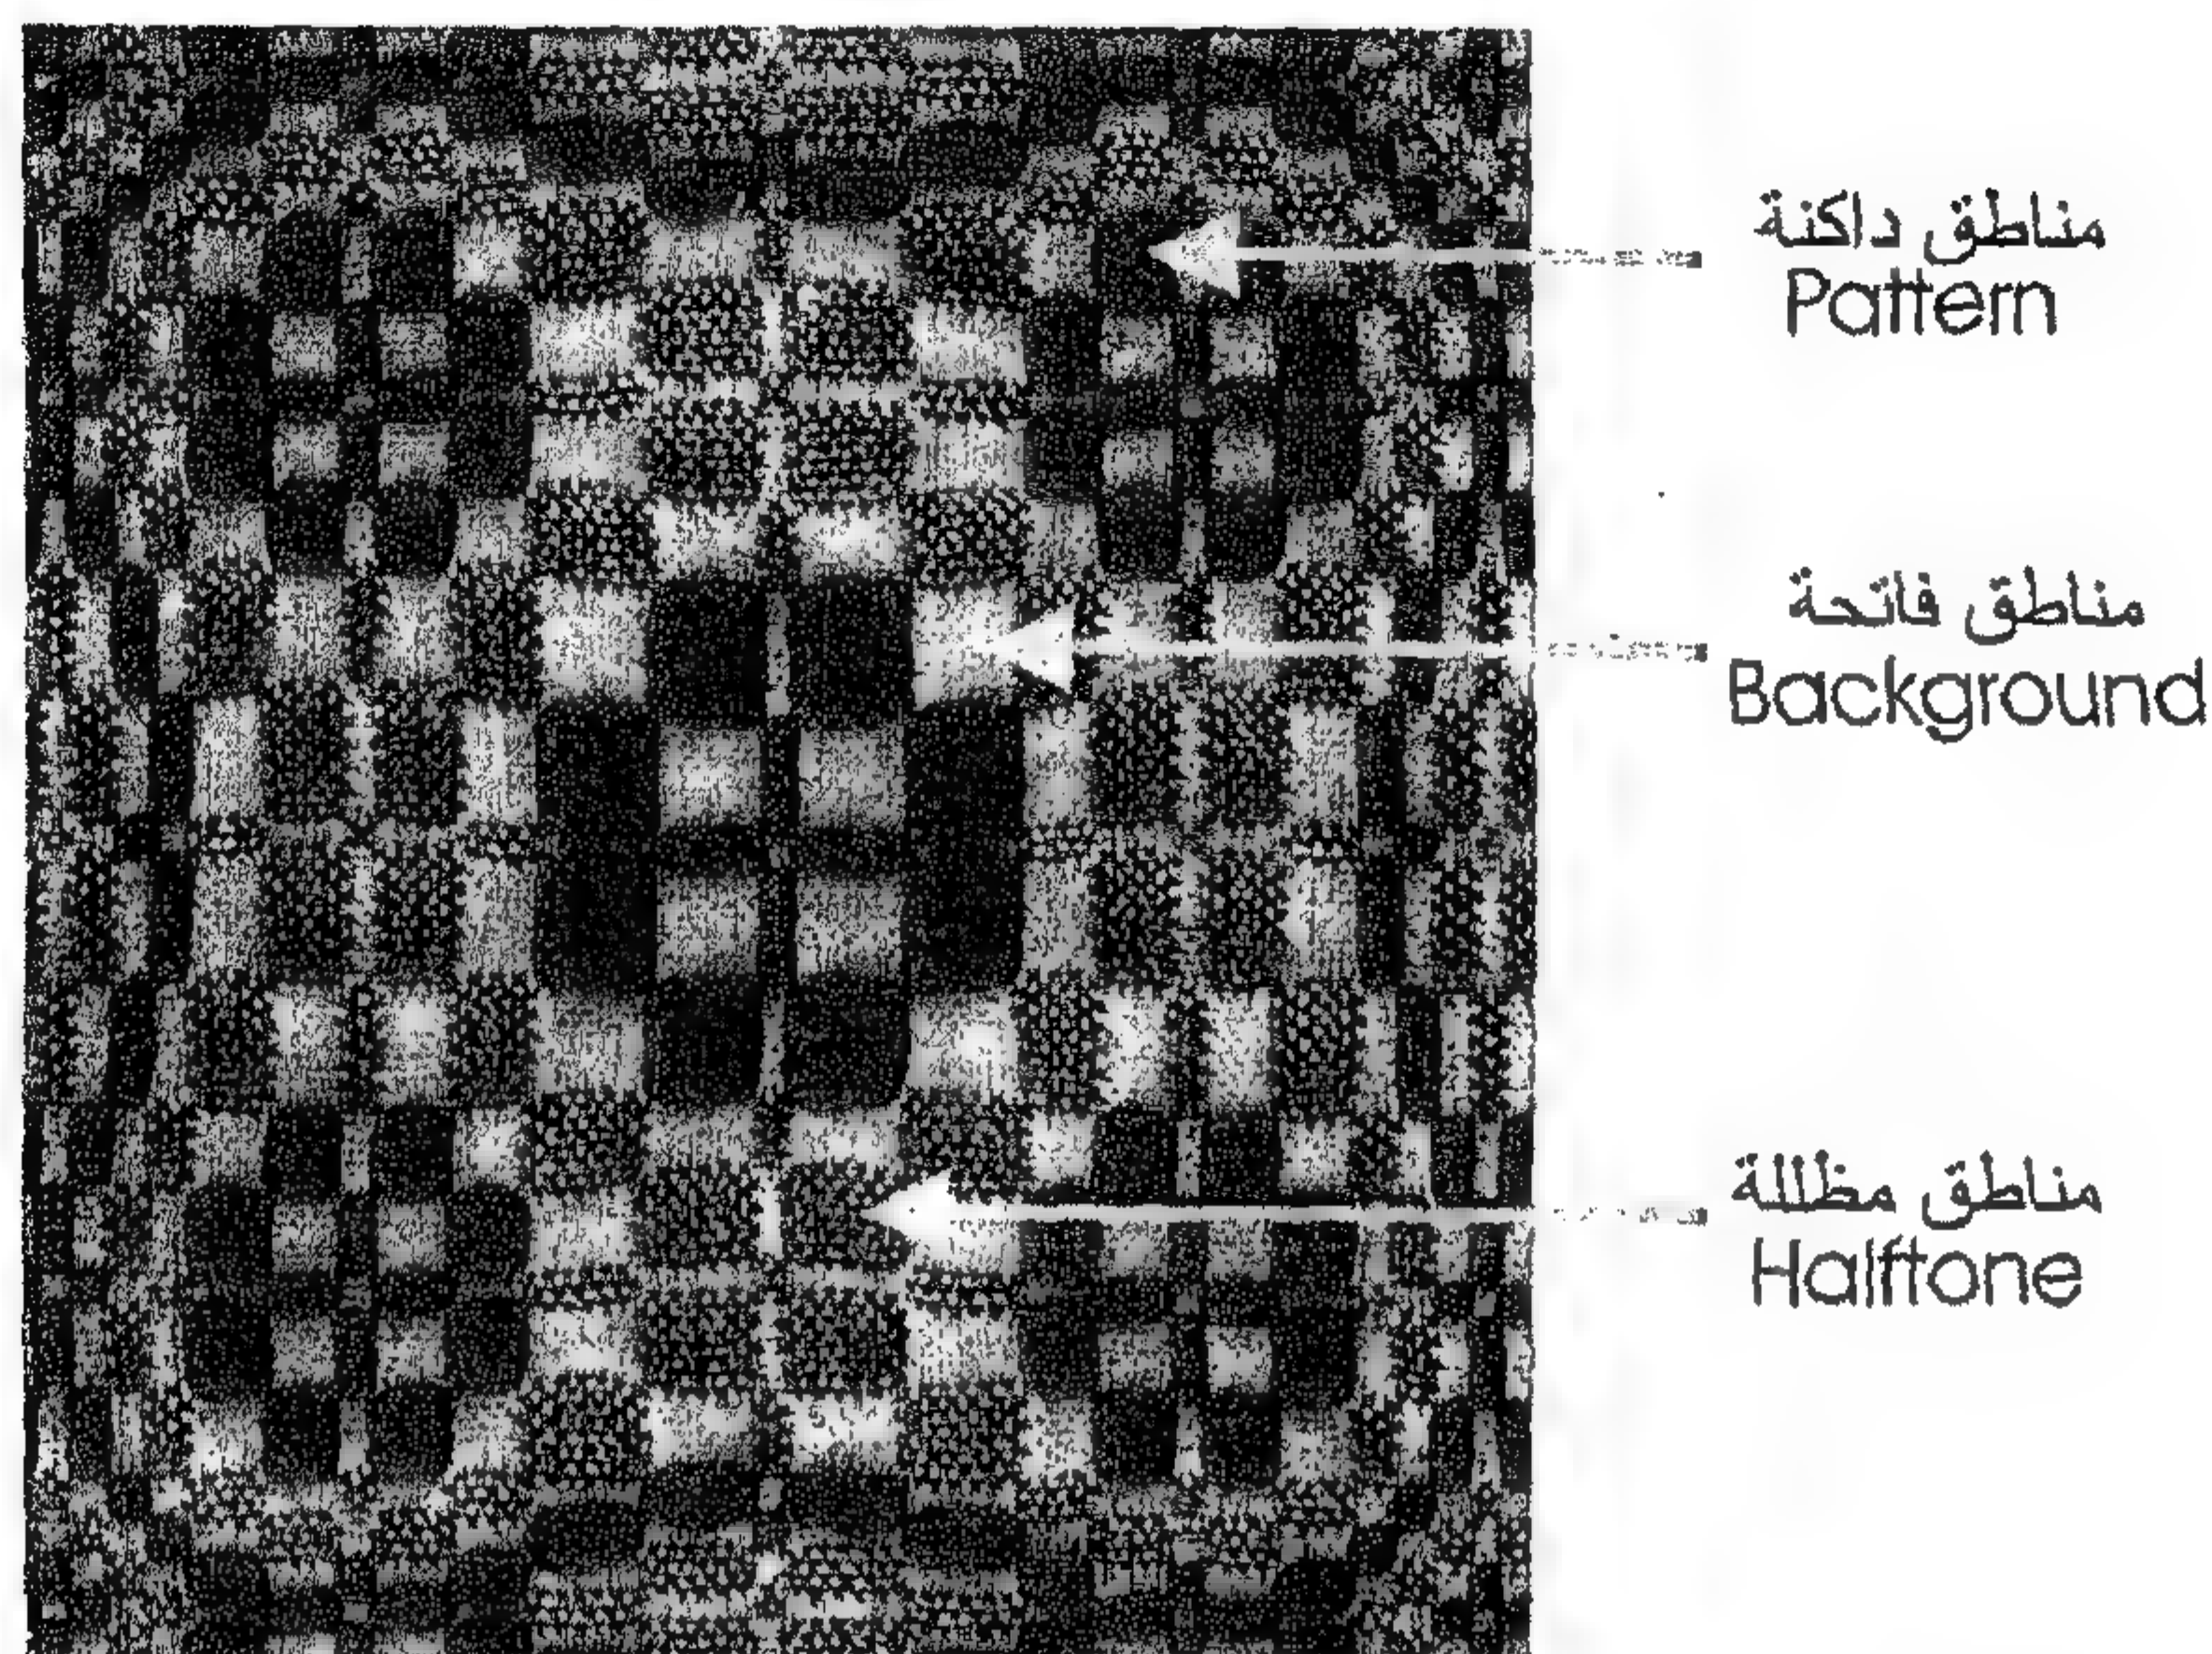 مناطق داكنة
Pattern
مناطق فاتحة
Background
مناطق مظللة
Halftone